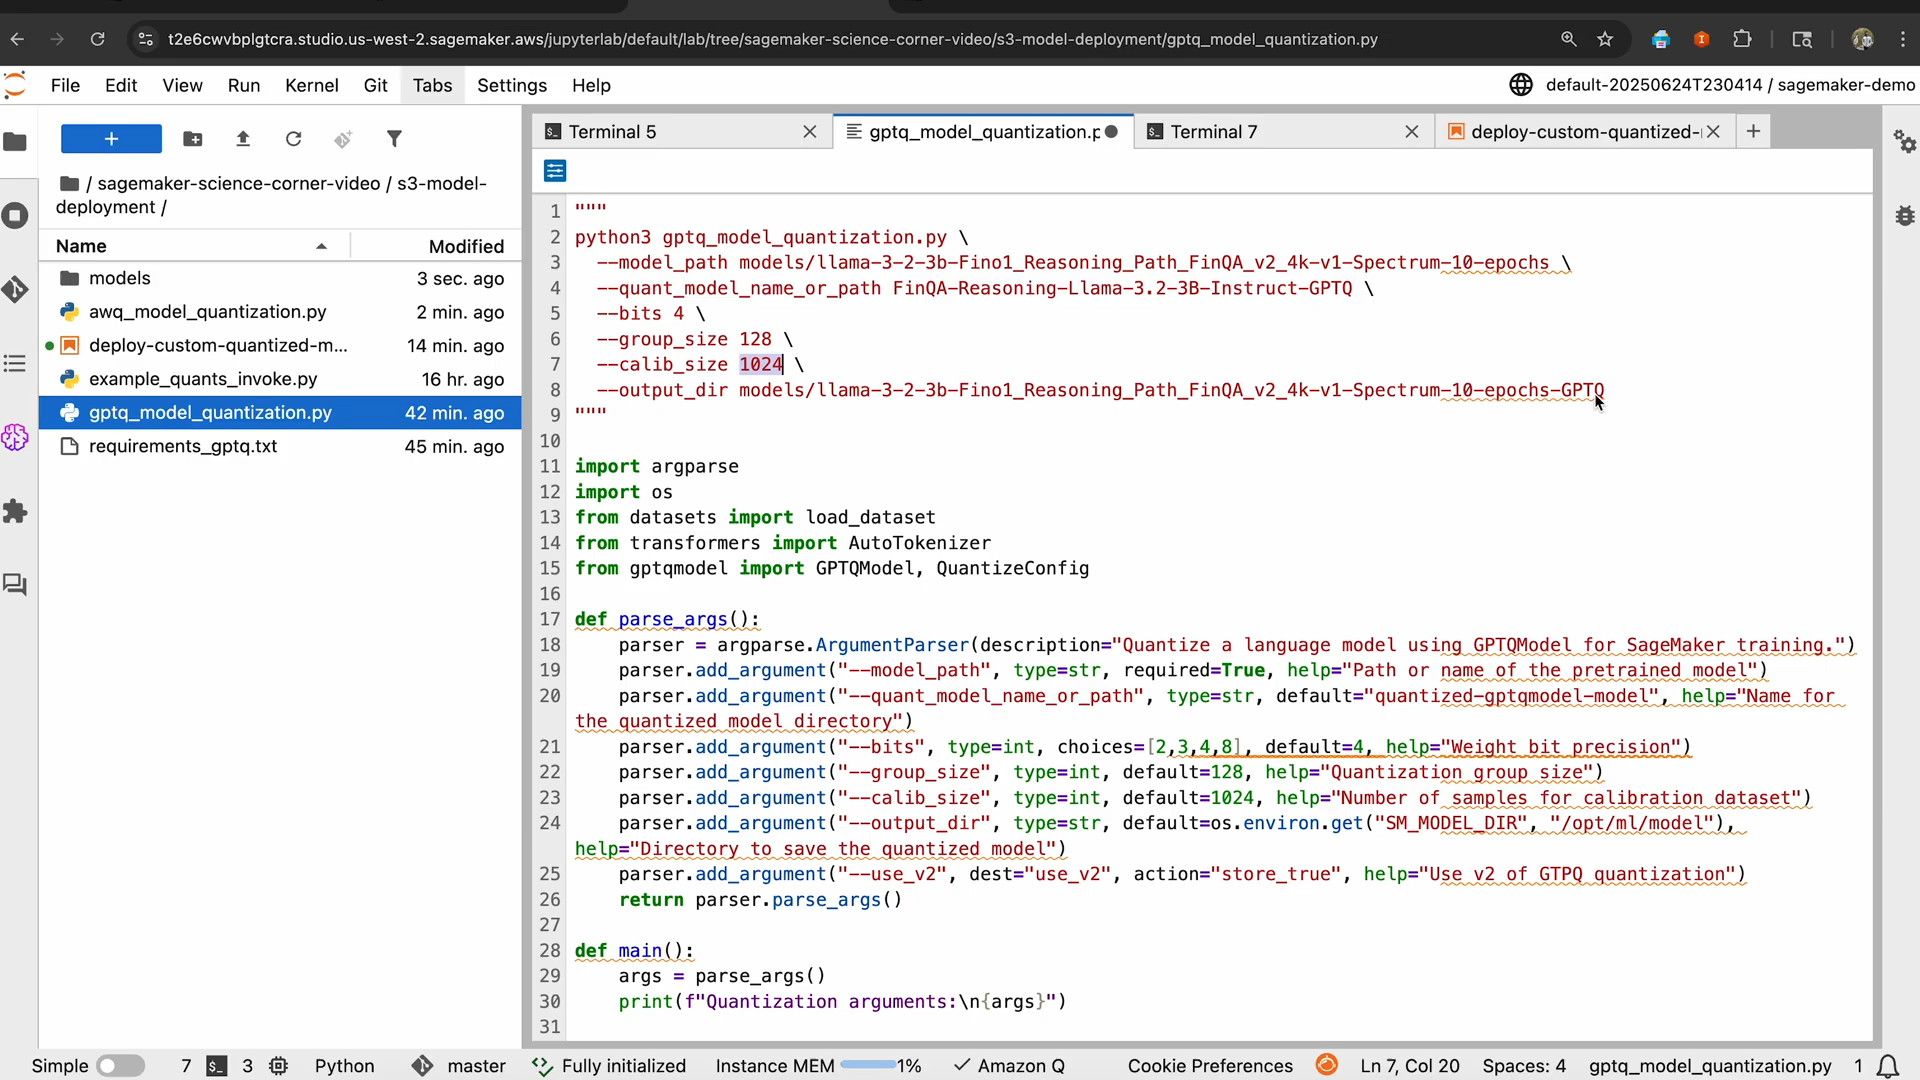 t2e6cwvbplgtcra.studio.us-west-2.sagemaker.aws/jupyterlab/default/lab/tree/sagemaker-science-corner-video/s3-model-deployment/gptq_model_quantization.py
File Edit View Run Kernel Git Tabs Settings Help
default-20250624T230414 / sagemaker-demo
/ sagemaker-science-corner-video / s3-model-
deployment /
Name Modified
models 3 sec. ago
awq_model_quantization.py 2 min. ago
deploy-custom-quantized-m... 14 min. ago
example_quants_invoke.py 16 hr. ago
gptq_model_quantization.py 42 min. ago
requirements_gptq.txt 45 min. ago
Terminal 5
gptq_model_quantization.p
Terminal 7
deploy-custom-quantized-
1 """
2 python3 gptq_model_quantization.py \
3 --model_path models/llama-3-2-3b-Fino1_Reasoning_Path_FinQA_v2_4k-v1-Spectrum-10-epochs \
4 --quant_model_name_or_path FinQA-Reasoning-Llama-3.2-3B-Instruct-GPTQ \
5 --bits 4 \
6 --group_size 128 \
7 --calib_size 1024 \
8 --output_dir models/llama-3-2-3b-Fino1_Reasoning_Path_FinQA_v2_4k-v1-Spectrum-10-epochs-GPTQ
9 """
10
11 import argparse
12 import os
13 from datasets import load_dataset
14 from transformers import AutoTokenizer
15 from gptqmodel import GPTQModel, QuantizeConfig
16
17 def parse_args():
18 parser = argparse.ArgumentParser(description="Quantize a language model using GPTQModel for SageMaker training.")
19 parser.add_argument("--model_path", type=str, required=True, help="Path or name of the pretrained model")
20 parser.add_argument("--quant_model_name_or_path", type=str, default="quantized-gptqmodel-model", help="Name for
the quantized model directory")
21 parser.add_argument("--bits", type=int, choices=[2,3,4,8], default=4, help="Weight bit precision")
22 parser.add_argument("--group_size", type=int, default=128, help="Quantization group size")
23 parser.add_argument("--calib_size", type=int, default=1024, help="Number of samples for calibration dataset")
24 parser.add_argument("--output_dir", type=str, default=os.environ.get("SM_MODEL_DIR", "/opt/ml/model"),
help="Directory to save the quantized model")
25 parser.add_argument("--use_v2", dest="use_v2", action="store_true", help="Use v2 of GTPQ quantization")
26 return parser.parse_args()
27
28 def main():
29 args = parse_args()
30 print(f"Quantization arguments:\n{args}")
31
Simple 7 3 Python master Fully initialized Instance MEM 1% Amazon Q Cookie Preferences Ln 7, Col 20 Spaces: 4 gptq_model_quantization.py 1